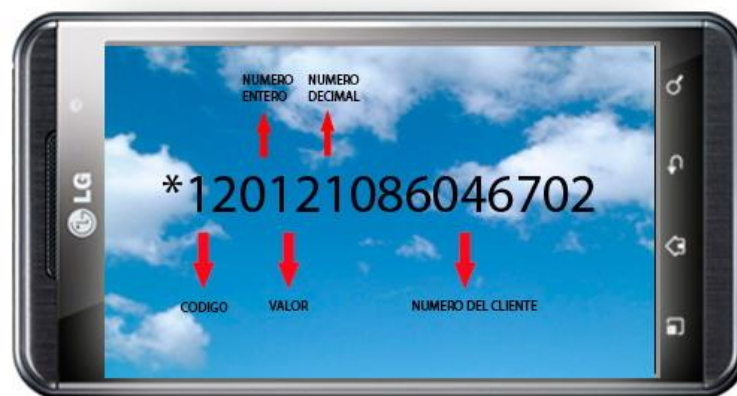 NUMERO
ENTERO
NUMERO
DECIMAL
*120121086046702
CODIGO
VALOR
NUMERO DEL CLIENTE
LG